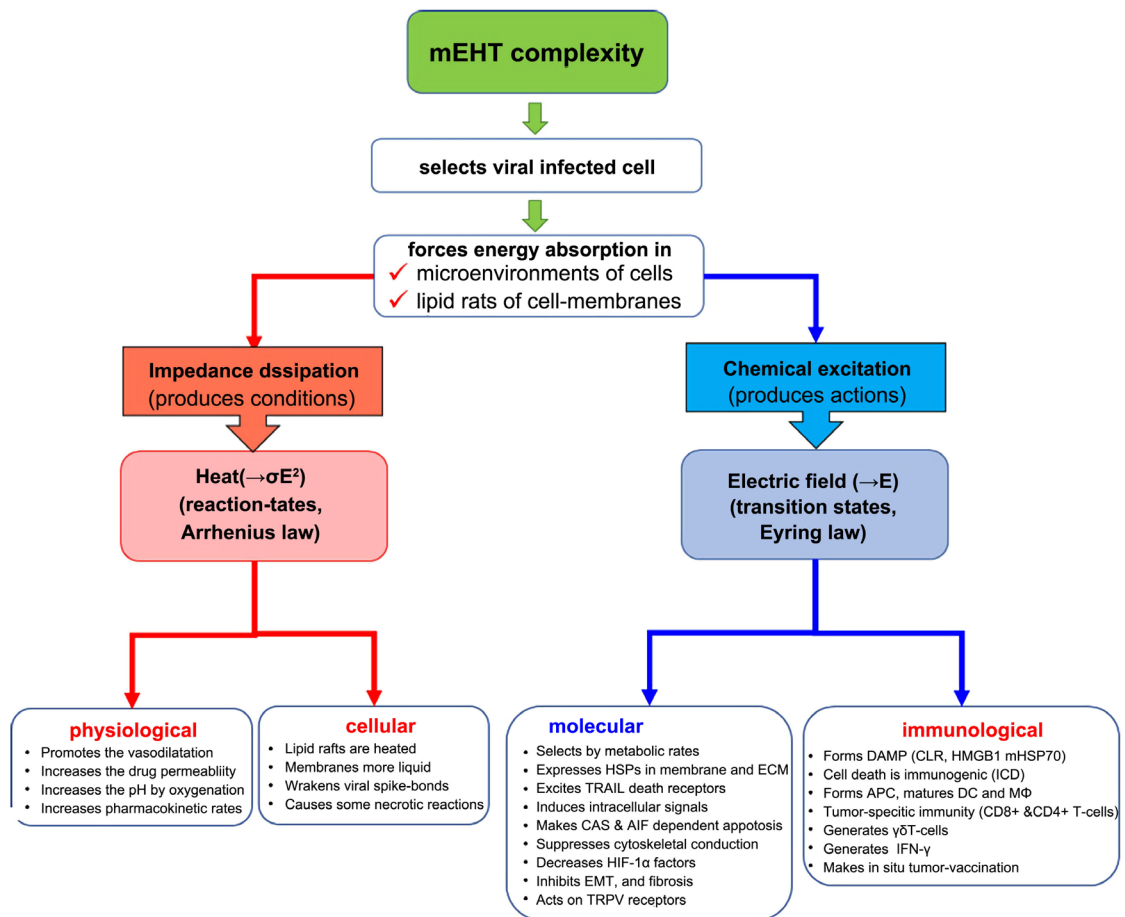 mEHT complexity
selects viral infected cell
forces energy absorption in
✓ microenvironments of cells
✓ lipid rats of cell-membranes
Impedance dssipation
(produces conditions)
Chemical excitation
(produces actions)
Heat(→σE²)
(reaction-tates,
Arrhenius law)
Electric field (→E)
(transition states,
Eyring law)
physiological
• Promotes the vasodilatation
• Increases the drug permeabliity
• Increases the pH by oxygenation
• Increases pharmacokinetic rates
cellular
• Lipid rafts are heated
• Membranes more liquid
• Wrakens viral spike-bonds
• Causes some necrotic reactions
molecular
• Selects by metabolic rates
• Expresses HSPs in membrane and ECM
• Excites TRAIL death receptors
• Induces intracellular signals
• Makes CAS & AIF dependent appotosis
• Suppresses cytoskeletal conduction
• Decreases HIF-1α factors
• Inhibits EMT, and fibrosis
• Acts on TRPV receptors
immunological
• Forms DAMP (CLR, HMGB1 mHSP70)
• Cell death is immunogenic (ICD)
• Forms APC, matures DC and MΦ
• Tumor-specitic immunity (CD8+ &CD4+ T-cells)
• Generates γδT-cells
• Generates IFN-γ
• Makes in situ tumor-vaccination